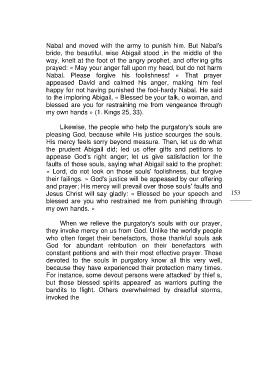 Nabal and moved with the army to punish him. But Nabal's
bride, the beautiful, wise Abigail stood ,in the middle of the
way, knelt at the foot of the angry prophet, and offering gifts
prayed: « May your anger fall upon my head, but do not harm
Nabal. Please forgive his foolishness! » That prayer
appeased David and calmed his anger, making him feel
happy for not having punished the fool-hardy Nabal. He said
to the imploring Abigail, « Blessed be your talk, o woman, and
blessed are you for restraining me from vengeance through
my own hands » (1. Kings 25, 33).
Likewise, the people who help the purgatory's souls are
pleasing God, because while His justice scourges the souls.
His mercy feels sorry beyond measure. Then, let us do what
the prudent Abigail did; let us offer gifts and petitions to
appease God's right anger; let us give satisfaction for the
faults of those souls, saying what Abigail said to the prophet:
« Lord, do not look on those souls' foolishness, but forgive
their failings. » God's justice will be appeased by our offering
and prayer; His mercy will prevail over those souls' faults and
Jesus Christ will say gladly: « Blessed be your speech and
blessed are you who restrained me from punishing through
my own hands. »
153
When we relieve the purgatory's souls with our prayer,
they invoke mercy on us from God. Unlike the worldly people
who often forget their benefactors, those thankful souls ask
God for abundant retribution on their benefactors with
constant petitions and with their most effective prayer. Those
devoted to the souls in purgatory know all this very well,
because they have experienced their protection many times.
For instance, some devout persons were attacked' by thief s,
but those blessed spirits appeared' as warriors putting the
bandits to flight. Others overwhelmed by dreadful storms,
invoked the